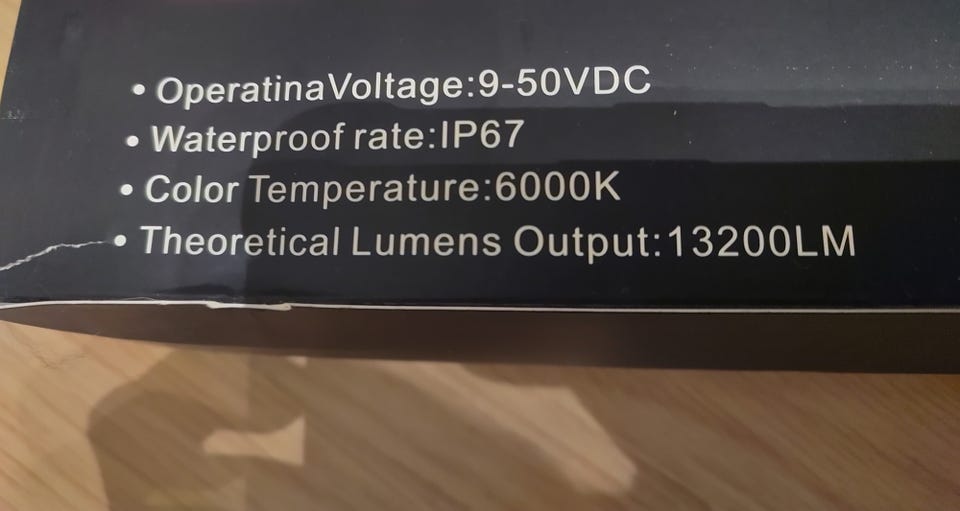 • OperatinaVoltage:9-50VDC
• Waterproof rate:IP67
• Color Temperature:6000K
• Theoretical Lumens Output:13200LM